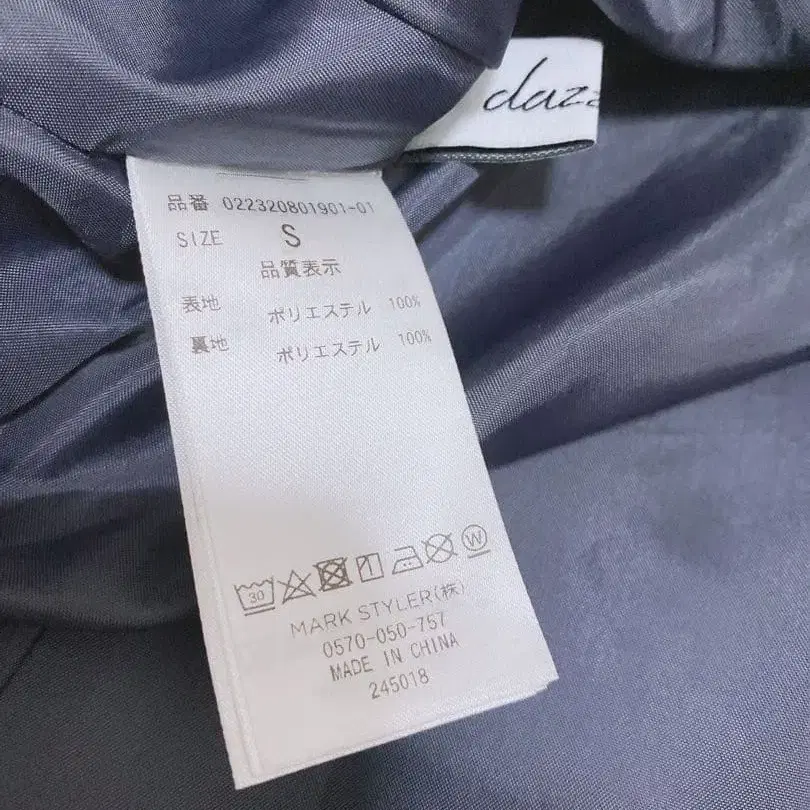 daz
品番 022320801901-01
SIZE S
品質表示
表地 ポリエステル 100%
裏地 ポリエステル 100%
30
W
MARK STYLER(株)
0570-050-757
MADE IN CHINA
245018